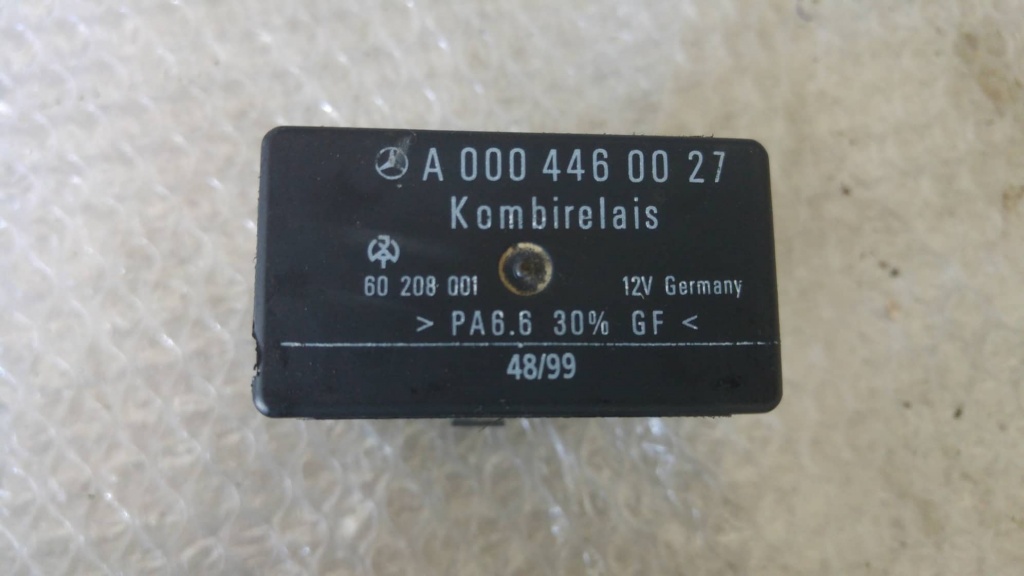 A 000 446 00 27
Kombirelais
60 208 001 12V Germany
> PA6.6 30% GF <
48/99